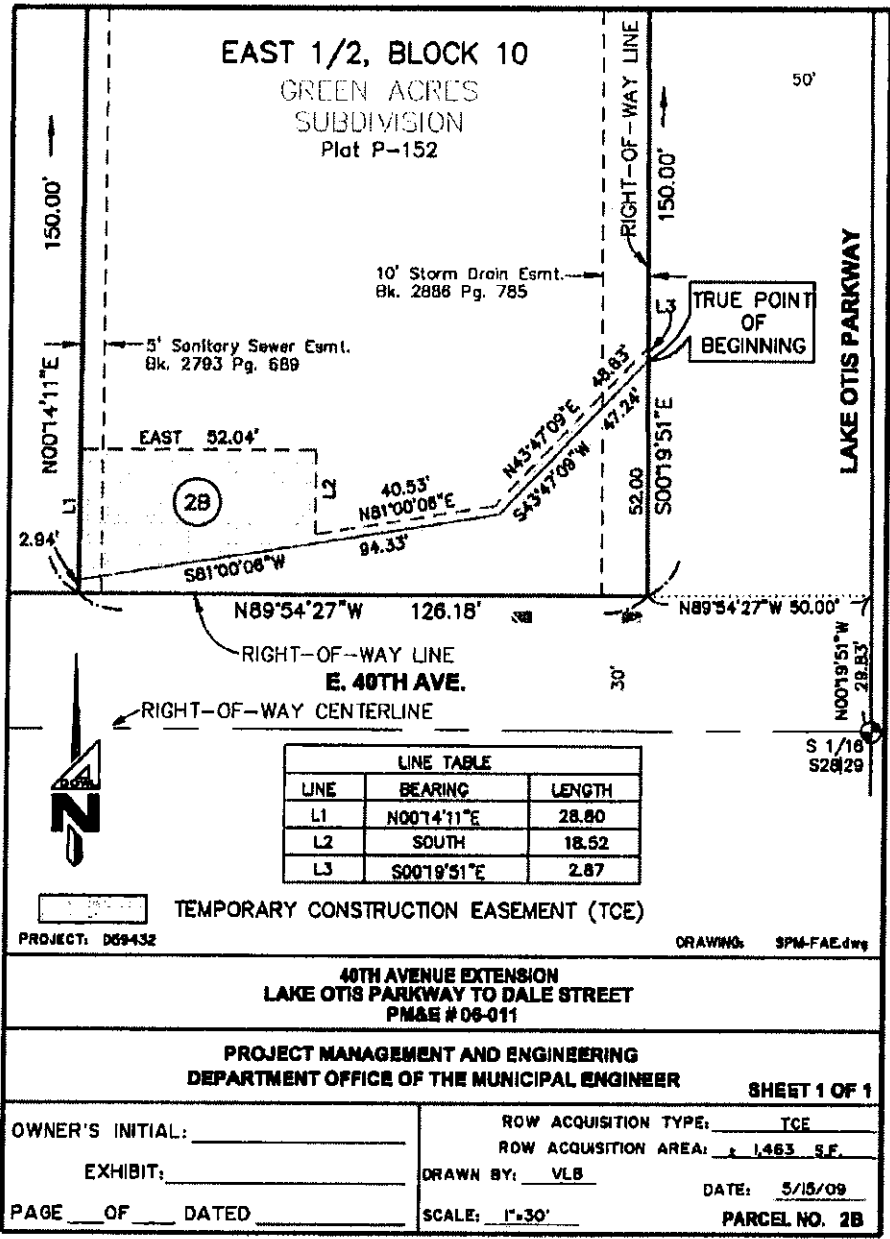 EAST 1/2, BLOCK 10
GREEN ACRES
SUBDIVISION
Plat P-152
50'
RIGHT-OF-WAY LINE
150.00'
150.00'
10' Storm Drain Esmt.
Bk. 2886 Pg. 785
L3
TRUE POINT
OF
BEGINNING
LAKE OTIS PARKWAY
5' Sanitary Sewer Esmt.
Bk. 2793 Pg. 689
N00°14'11"E
N43°47'09"E 48.83'
S43°47'09"W 47.24'
S00°19'51"E
52.00
EAST 52.04'
2B
L1
L2
40.53'
N81°00'06"E
2.94'
S81°00'06"W
94.33'
N89°54'27"W 126.18'
N89°54'27"W 50.00'
RIGHT-OF-WAY LINE
E. 40TH AVE.
30'
N00°19'51"W
29.83'
RIGHT-OF-WAY CENTERLINE
S 1/16
S28|29
DOWL
N
LINE TABLE
LINE BEARING LENGTH
L1 N00°14'11"E 28.80
L2 SOUTH 18.52
L3 S00°19'51"E 2.87
TEMPORARY CONSTRUCTION EASEMENT (TCE)
PROJECT: D59432
DRAWING: SPM-FAE.dwg
40TH AVENUE EXTENSION
LAKE OTIS PARKWAY TO DALE STREET
PM&E # 06-011
PROJECT MANAGEMENT AND ENGINEERING
DEPARTMENT OFFICE OF THE MUNICIPAL ENGINEER
SHEET 1 OF 1
OWNER'S INITIAL:
EXHIBIT:
PAGE ___ OF ___ DATED
ROW ACQUISITION TYPE: TCE
ROW ACQUISITION AREA: ± 1,463 S.F.
DRAWN BY: VLB
DATE: 5/15/09
SCALE: 1"=30'
PARCEL NO. 2B